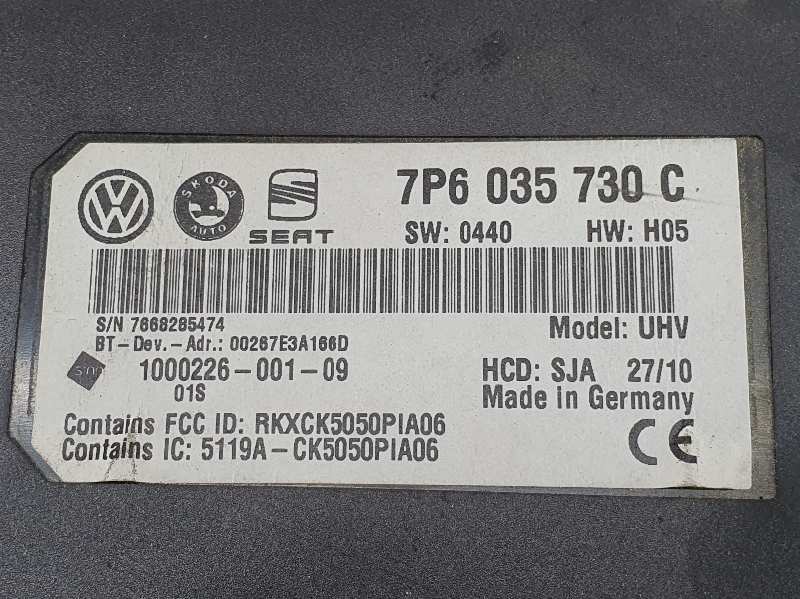 SKODA
AUTO
SEAT
7P6 035 730 C
SW: 0440 HW: H05
S/N 7668285474
BT-Dev.-Adr.: 00267E3A166D
Model: UHV
1000226-001-09
01S
HCD: SJA 27/10
Made in Germany
Contains FCC ID: RKXCK5050PIA06
Contains IC: 5119A-CK5050PIA06
CE